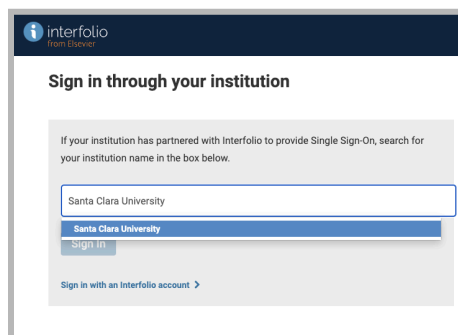 interfolio
from Elsevier
Sign in through your institution
If your institution has partnered with Interfolio to provide Single Sign-On, search for
your institution name in the box below.
Santa Clara University
Santa Clara University
Sign In
Sign in with an Interfolio account